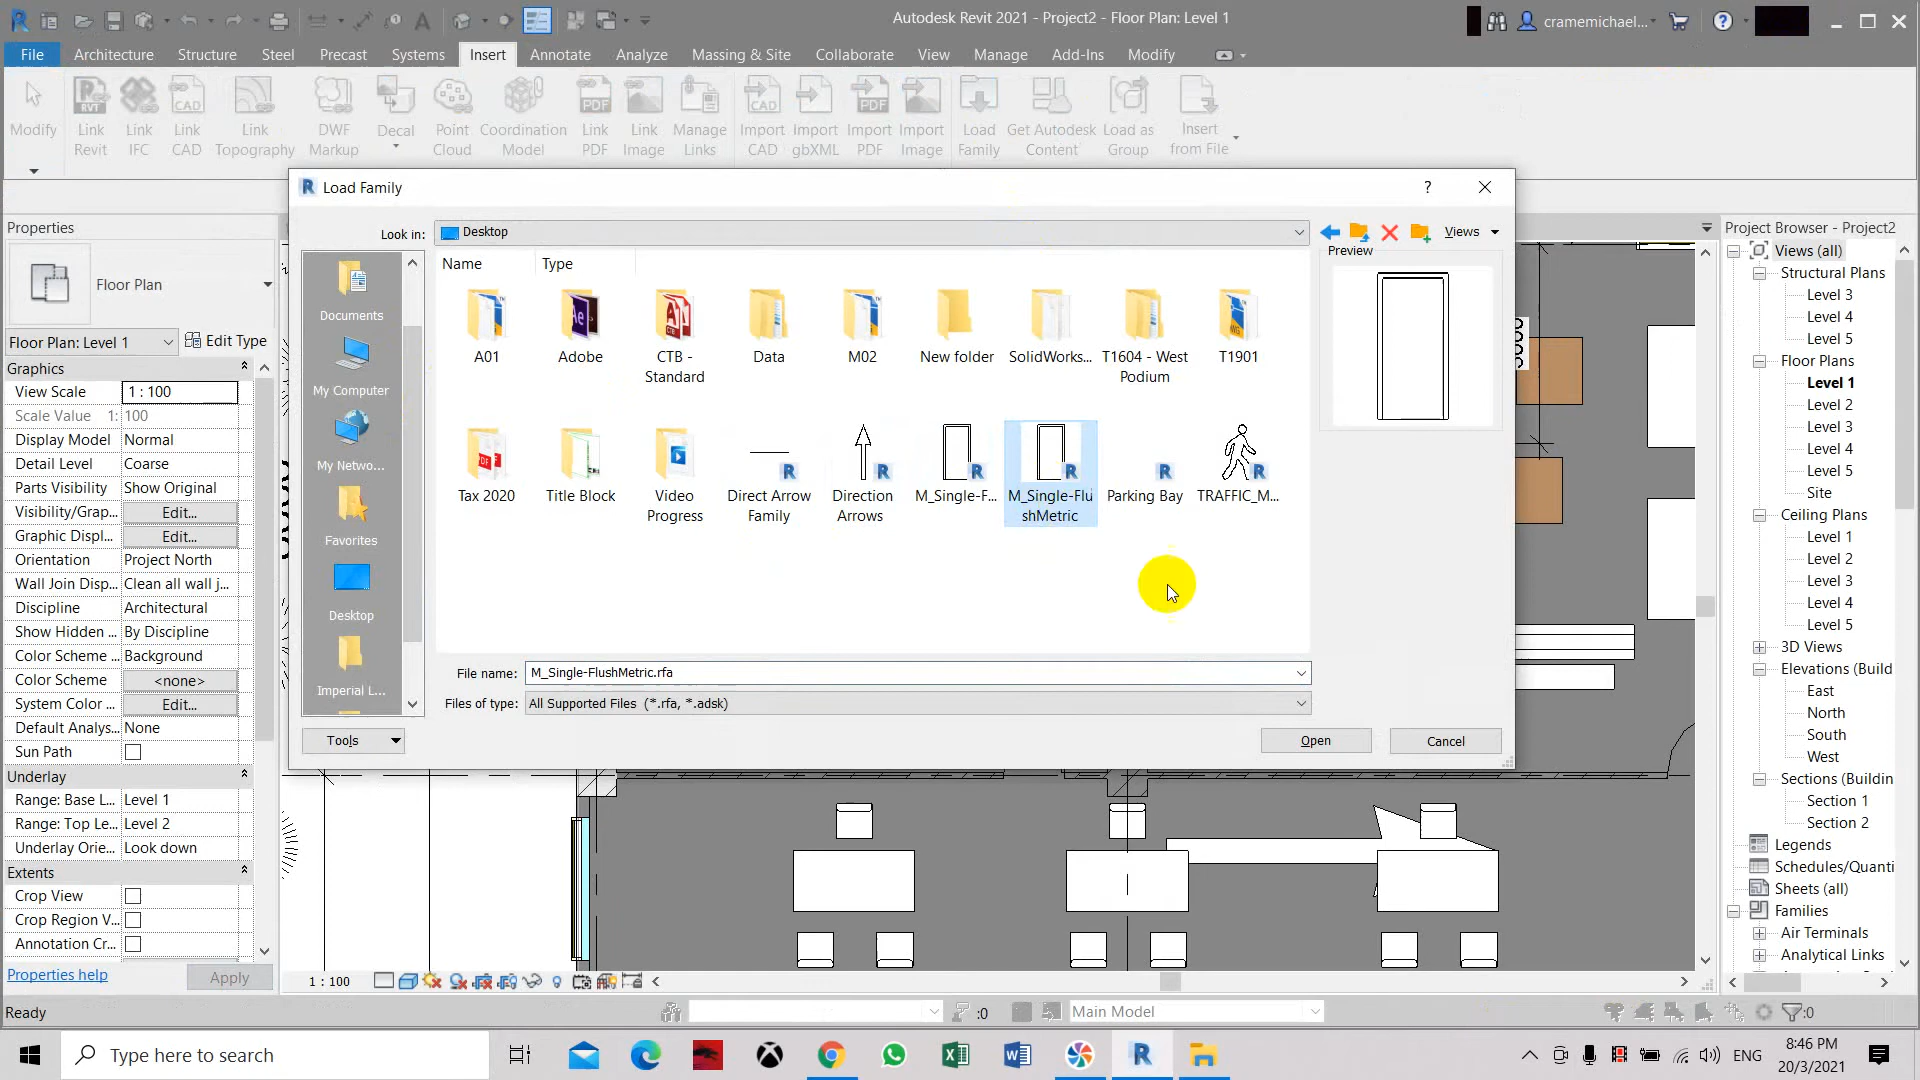 Autodesk Revit 2021 - Project2 - Floor Plan: Level 1
cramemichael...
File Architecture Structure Steel Precast Systems Insert Annotate Analyze Massing & Site Collaborate View Manage Add-Ins Modify
Modify
Link Revit
Link IFC
Link CAD
Link Topography
DWF Markup
Decal
Point Cloud
Coordination Model
Link PDF
Link Image
Manage Links
Import CAD
Import gbXML
Import PDF
Import Image
Load Family
Get Autodesk Content
Load as Group
Insert from File
Load Family
Look in: Desktop
Views
Preview
Name Type
Documents
My Computer
My Netwo...
Favorites
Desktop
Imperial L...
A01
Adobe
CTB - Standard
Data
M02
New folder
SolidWorks...
T1604 - West Podium
T1901
Tax 2020
Title Block
Video Progress
Direct Arrow Family
Direction Arrows
M_Single-F...
M_Single-Flu
shMetric
Parking Bay
TRAFFIC_M...
File name: M_Single-FlushMetric.rfa
Files of type: All Supported Files (*.rfa, *.adsk)
Tools
Open
Cancel
Properties
Floor Plan
Floor Plan: Level 1 Edit Type
Graphics
View Scale 1 : 100
Scale Value 1: 100
Display Model Normal
Detail Level Coarse
Parts Visibility Show Original
Visibility/Grap... Edit...
Graphic Displ... Edit...
Orientation Project North
Wall Join Disp... Clean all wall j...
Discipline Architectural
Show Hidden ... By Discipline
Color Scheme ... Background
Color Scheme <none>
System Color ... Edit...
Default Analys... None
Sun Path
Underlay
Range: Base L... Level 1
Range: Top Le... Level 2
Underlay Orie... Look down
Extents
Crop View
Crop Region V...
Annotation Cr...
Properties help Apply
1 : 100
Project Browser - Project2
Views (all)
Structural Plans
Level 3
Level 4
Level 5
Floor Plans
Level 1
Level 2
Level 3
Level 4
Level 5
Site
Ceiling Plans
Level 1
Level 2
Level 3
Level 4
Level 5
3D Views
Elevations (Build
East
North
South
West
Sections (Buildin
Section 1
Section 2
Legends
Schedules/Quanti
Sheets (all)
Families
Air Terminals
Analytical Links
Ready
:0
Main Model
:0
Type here to search
ENG
8:46 PM
20/3/2021